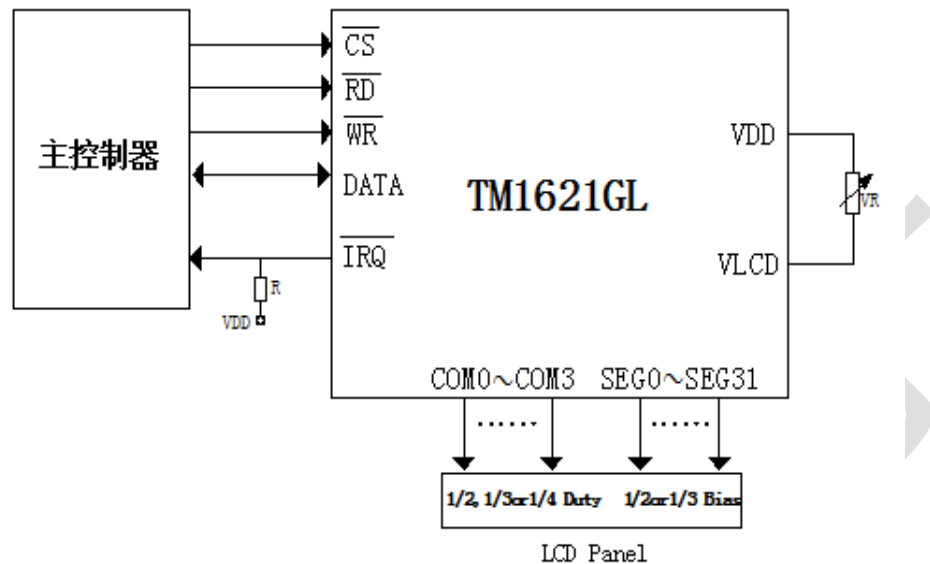 主控制器
CS
RD
WR
DATA
IRQ
R
VDD
TM1621GL
VDD
VR
VLCD
COM0~COM3 SEG0~SEG31
1/2, 1/3or1/4 Duty 1/2or1/3 Bias
LCD Panel